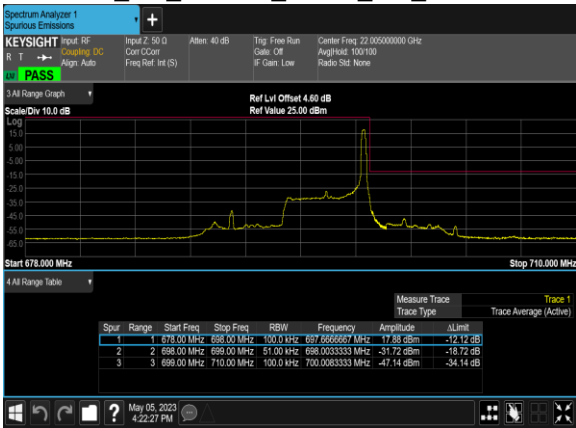 Spectrum Analyzer 1
Spurious Emissions
KEYSIGHT Input: RF Input Z: 50 Ω Atten: 40 dB Trig: Free Run Center Freq: 22.005000000 GHz
R T Coupling: DC Corr CCorr Gate: Off Avg|Hold: 100/100
Align: Auto Freq Ref: Int (S) IF Gain: Low Radio Std: None
PASS
3 All Range Graph
Ref Lvl Offset 4.60 dB
Scale/Div 10.0 dB Ref Value 25.00 dBm
Log
15.0
5.00
-5.00
-15.0
-25.0
-35.0
-45.0
-55.0
-65.0
Start 678.000 MHz Stop 710.000 MHz
4 All Range Table
Measure Trace Trace 1
Trace Type Trace Average (Active)
Spur Range Start Freq Stop Freq RBW Frequency Amplitude ΔLimit
1 1 678.00 MHz 698.00 MHz 100.0 kHz 697.6666667 MHz 17.88 dBm -12.12 dB
2 2 698.00 MHz 699.00 MHz 51.00 kHz 698.0033333 MHz -31.72 dBm -18.72 dB
3 3 699.00 MHz 710.00 MHz 100.0 kHz 700.0083333 MHz -47.14 dBm -34.14 dB
? May 05, 2023
4:22:27 PM